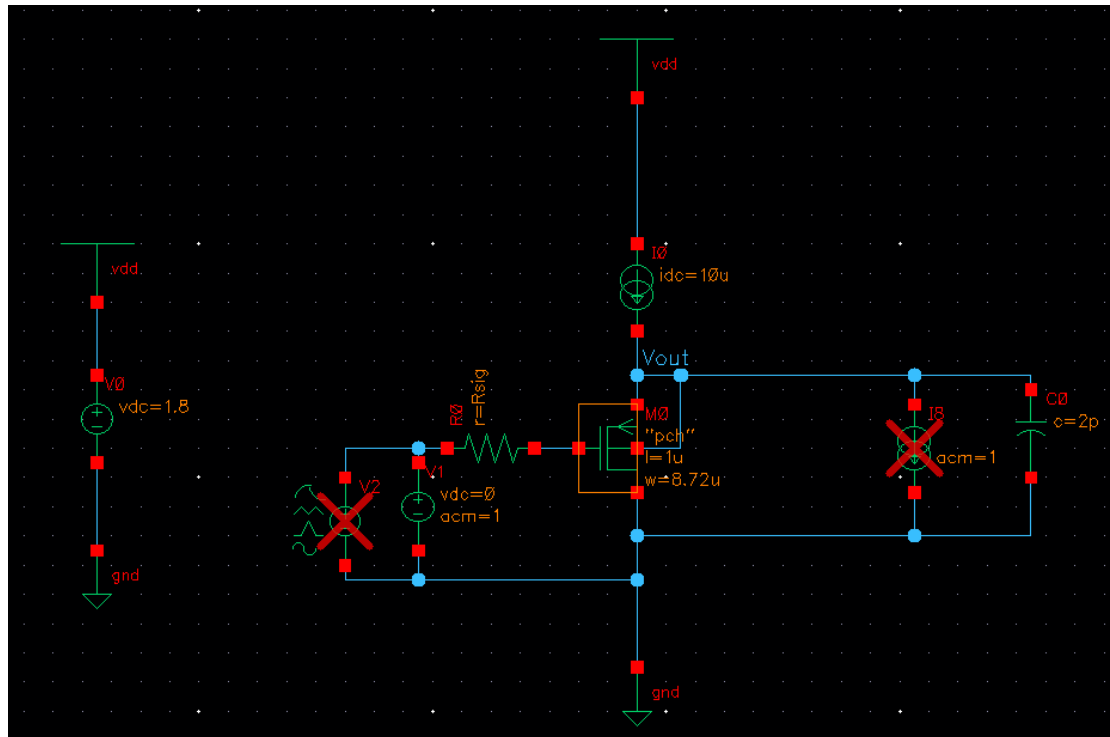 vdd
I0
idc=10u
vdd
V0
vdc=1.8
gnd
Vout
R0
r=Rsig
M0
"pch"
l=1u
w=8.72u
V2
V1
vdc=0
acm=1
I8
acm=1
C0
c=2p
gnd